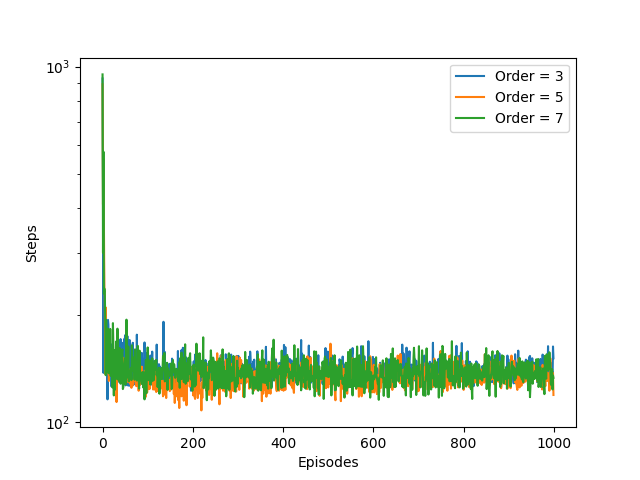 10³
10²
Steps
0
200
400
600
800
1000
Episodes
Order = 3
Order = 5
Order = 7